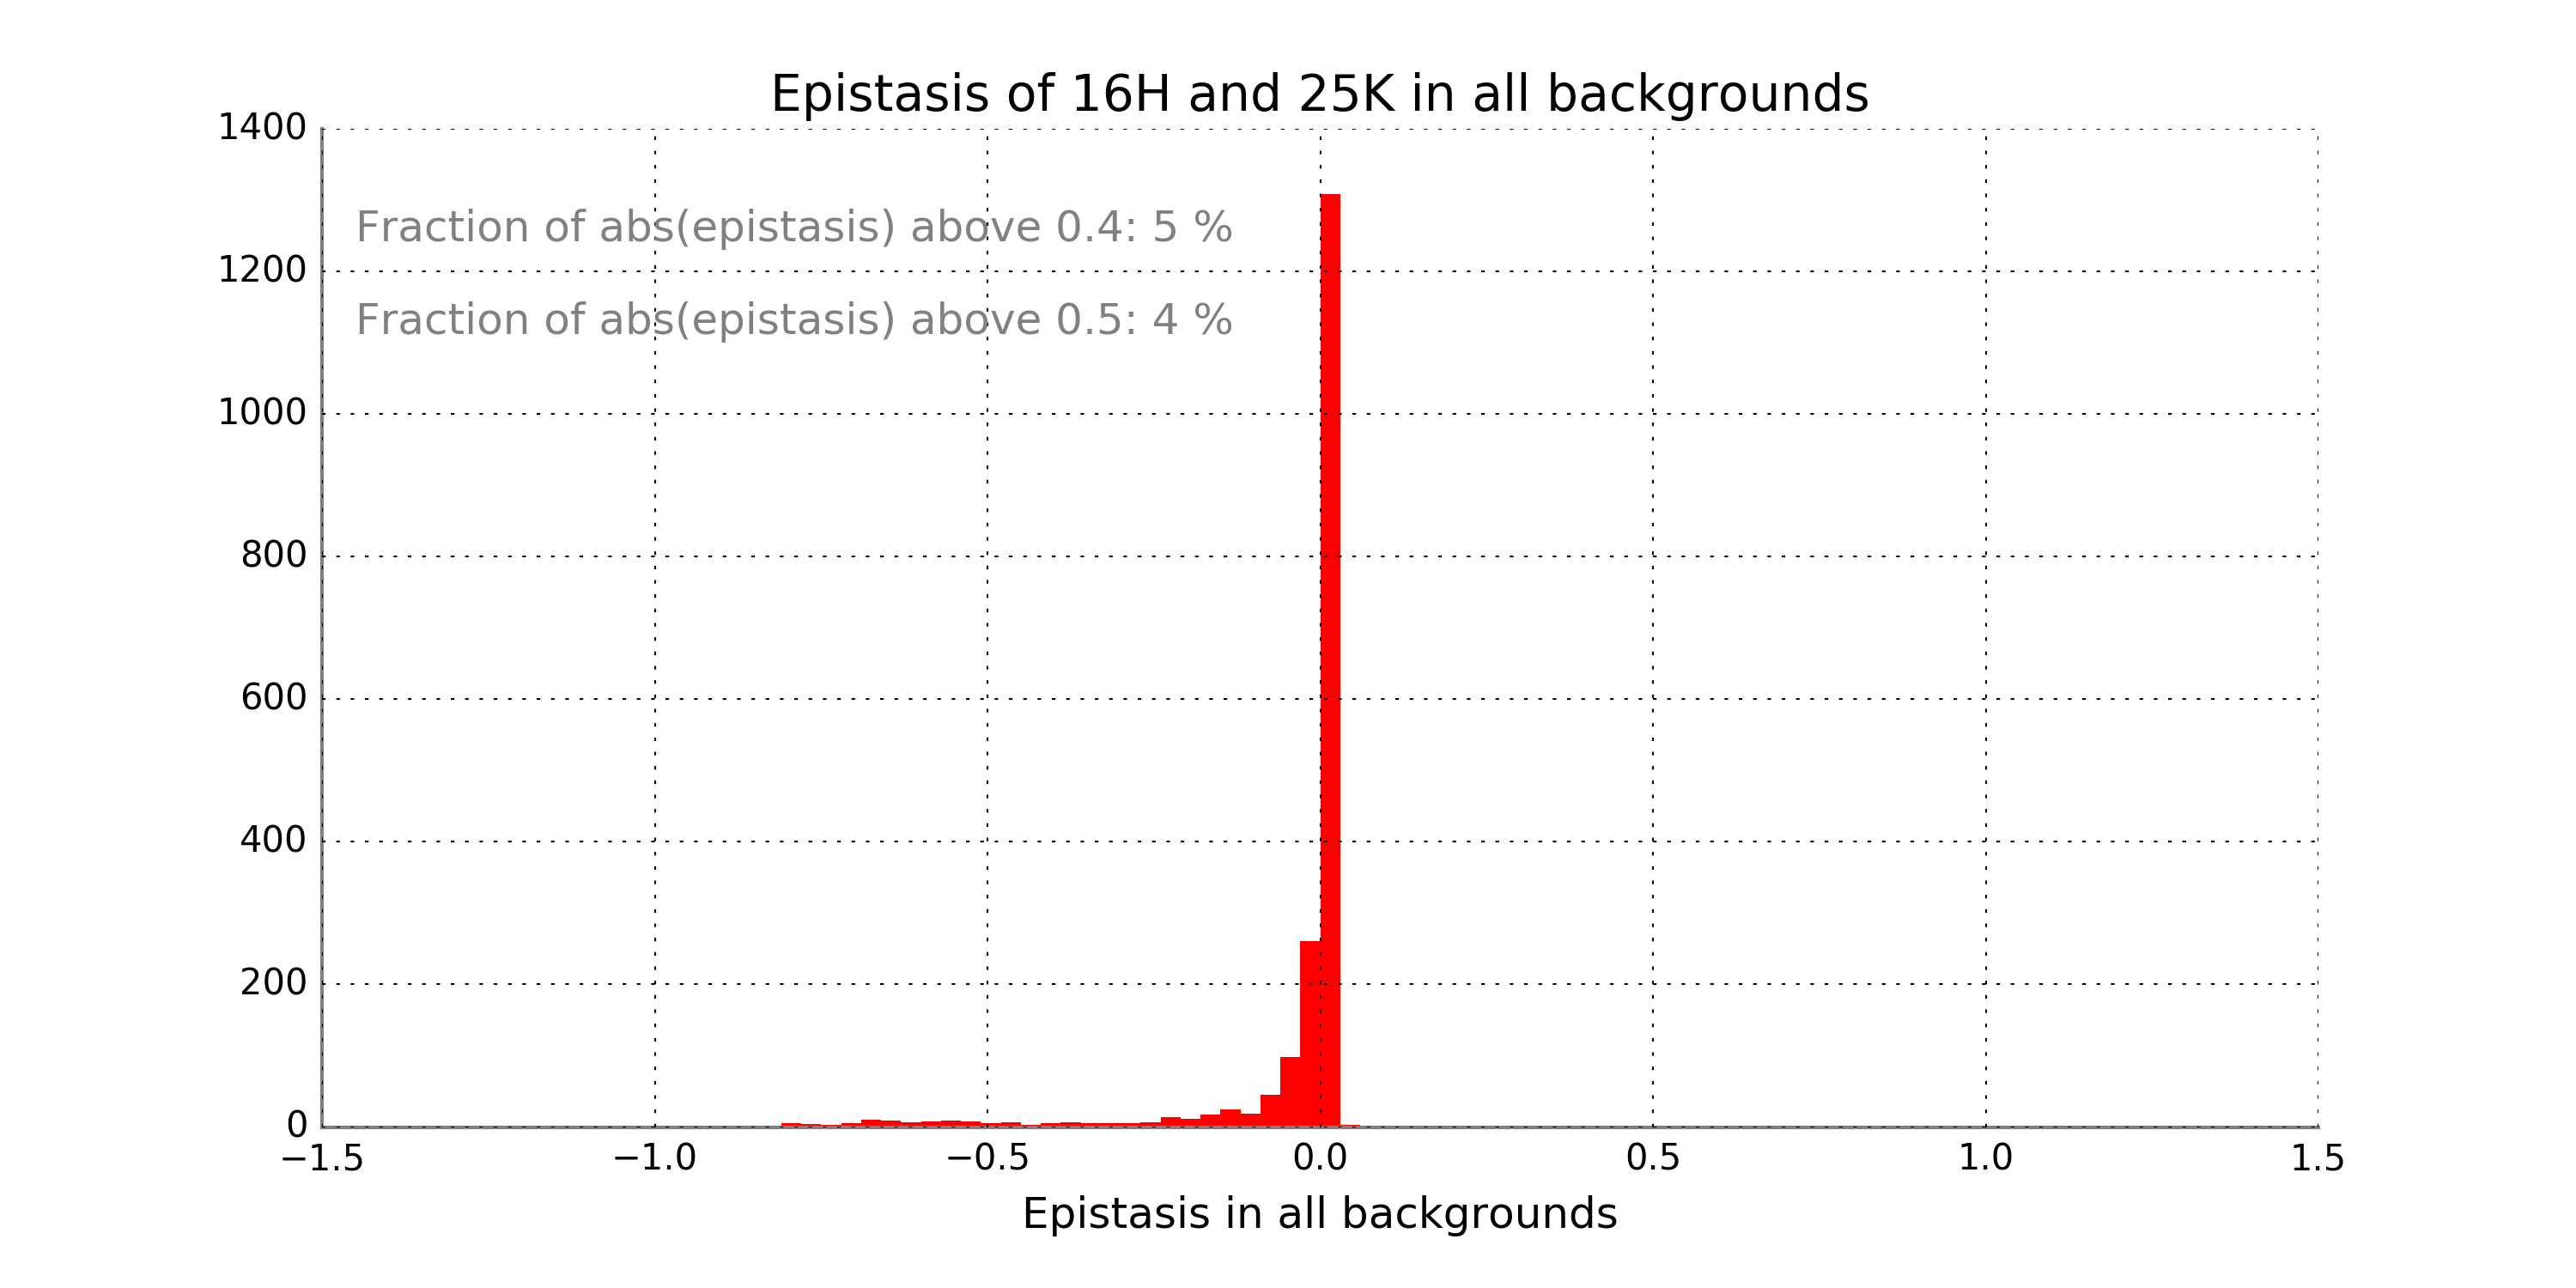 Epistasis of 16H and 25K in all backgrounds
1400
Fraction of abs(epistasis) above 0.4: 5 %
1200
Fraction of abs(epistasis) above 0.5: 4 %
1000
800
600
400
200
0
−1.5 −1.0 −0.5 0.0 0.5 1.0 1.5
Epistasis in all backgrounds